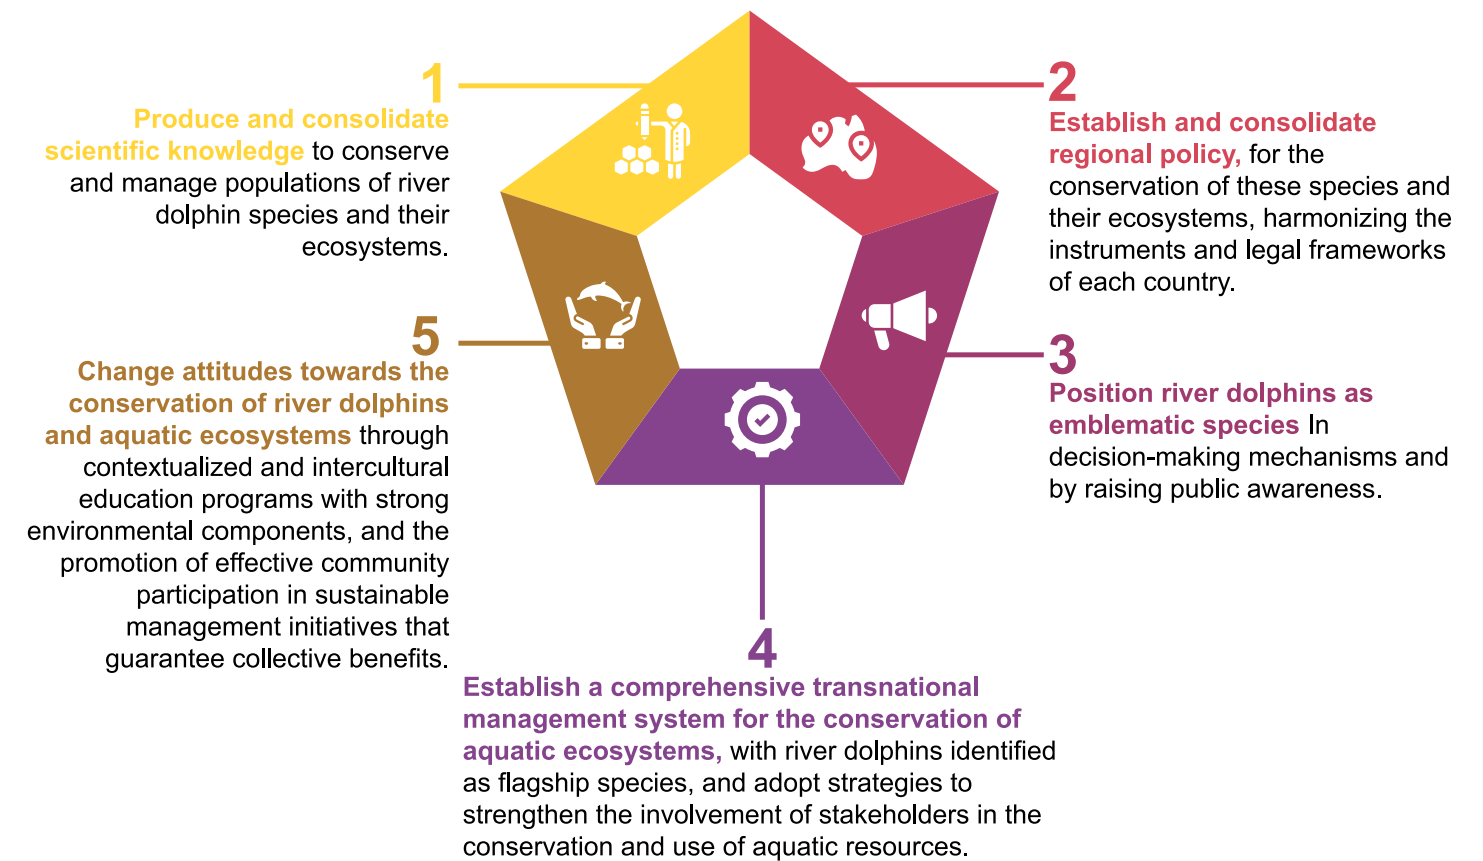 1
Produce and consolidate
scientific knowledge to conserve
and manage populations of river
dolphin species and their
ecosystems.
2
Establish and consolidate
regional policy, for the
conservation of these species and
their ecosystems, harmonizing the
instruments and legal frameworks
of each country.
3
Position river dolphins as
emblematic species In
decision-making mechanisms and
by raising public awareness.
4
Establish a comprehensive transnational
management system for the conservation of
aquatic ecosystems, with river dolphins identified
as flagship species, and adopt strategies to
strengthen the involvement of stakeholders in the
conservation and use of aquatic resources.
5
Change attitudes towards the
conservation of river dolphins
and aquatic ecosystems through
contextualized and intercultural
education programs with strong
environmental components, and the
promotion of effective community
participation in sustainable
management initiatives that
guarantee collective benefits.